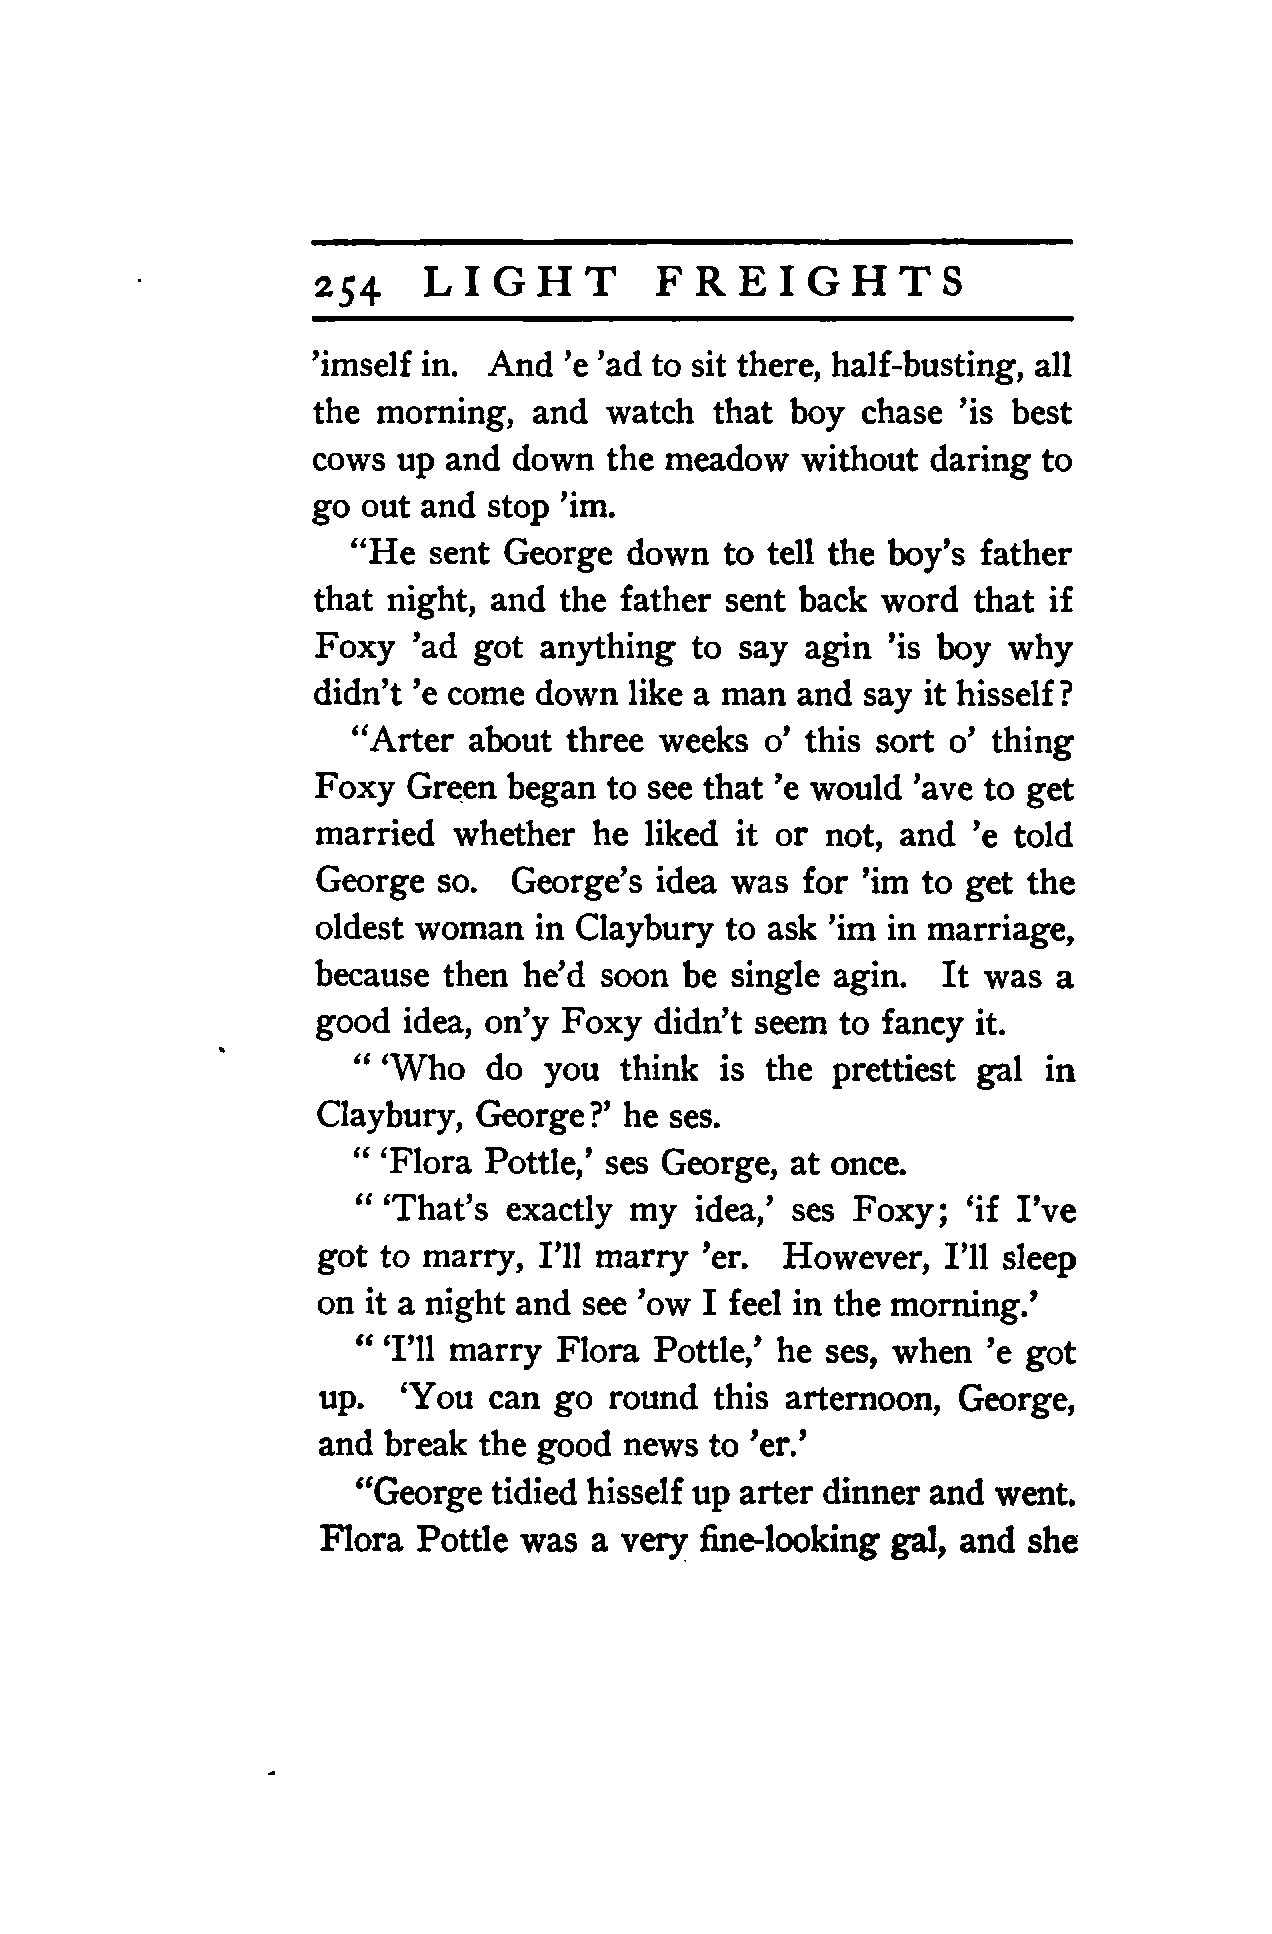 254 LIGHT FREIGHTS
’imself in. And ’e ’ad to sit there, half-busting, all
the morning, and watch that boy chase ’is best
cows up and down the meadow without daring to
go out and stop ’im.
“He sent George down to tell the boy’s father
that night, and the father sent back word that if
Foxy ’ad got anything to say agin ’is boy why
didn’t ’e come down like a man and say it hisself?
“Arter about three weeks o’ this sort o’ thing
Foxy Green began to see that ’e would ’ave to get
married whether he liked it or not, and ’e told
George so. George’s idea was for ’im to get the
oldest woman in Claybury to ask ’im in marriage,
because then he’d soon be single agin. It was a
good idea, on’y Foxy didn’t seem to fancy it.
“ ‘Who do you think is the prettiest gal in
Claybury, George?’ he ses.
“ ‘Flora Pottle,’ ses George, at once.
“ ‘That’s exactly my idea,’ ses Foxy; ‘if I’ve
got to marry, I’ll marry ’er. However, I’ll sleep
on it a night and see ’ow I feel in the morning.’
“ ‘I’ll marry Flora Pottle,’ he ses, when ’e got
up. ‘You can go round this arternoon, George,
and break the good news to ’er.’
“George tidied hisself up arter dinner and went.
Flora Pottle was a very fine-looking gal, and she